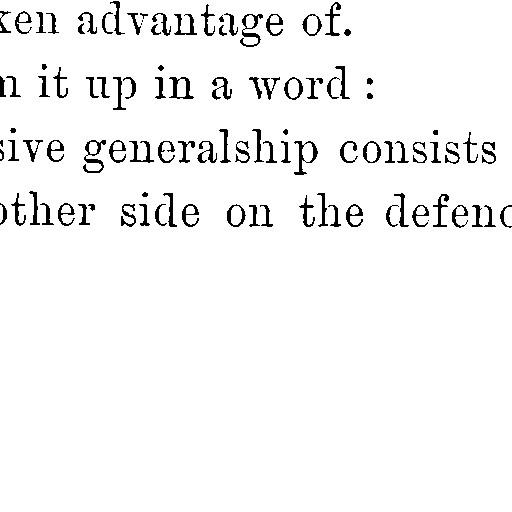 ken advantage of.
m it up in a word :
sive generalship consists
other side on the defenc